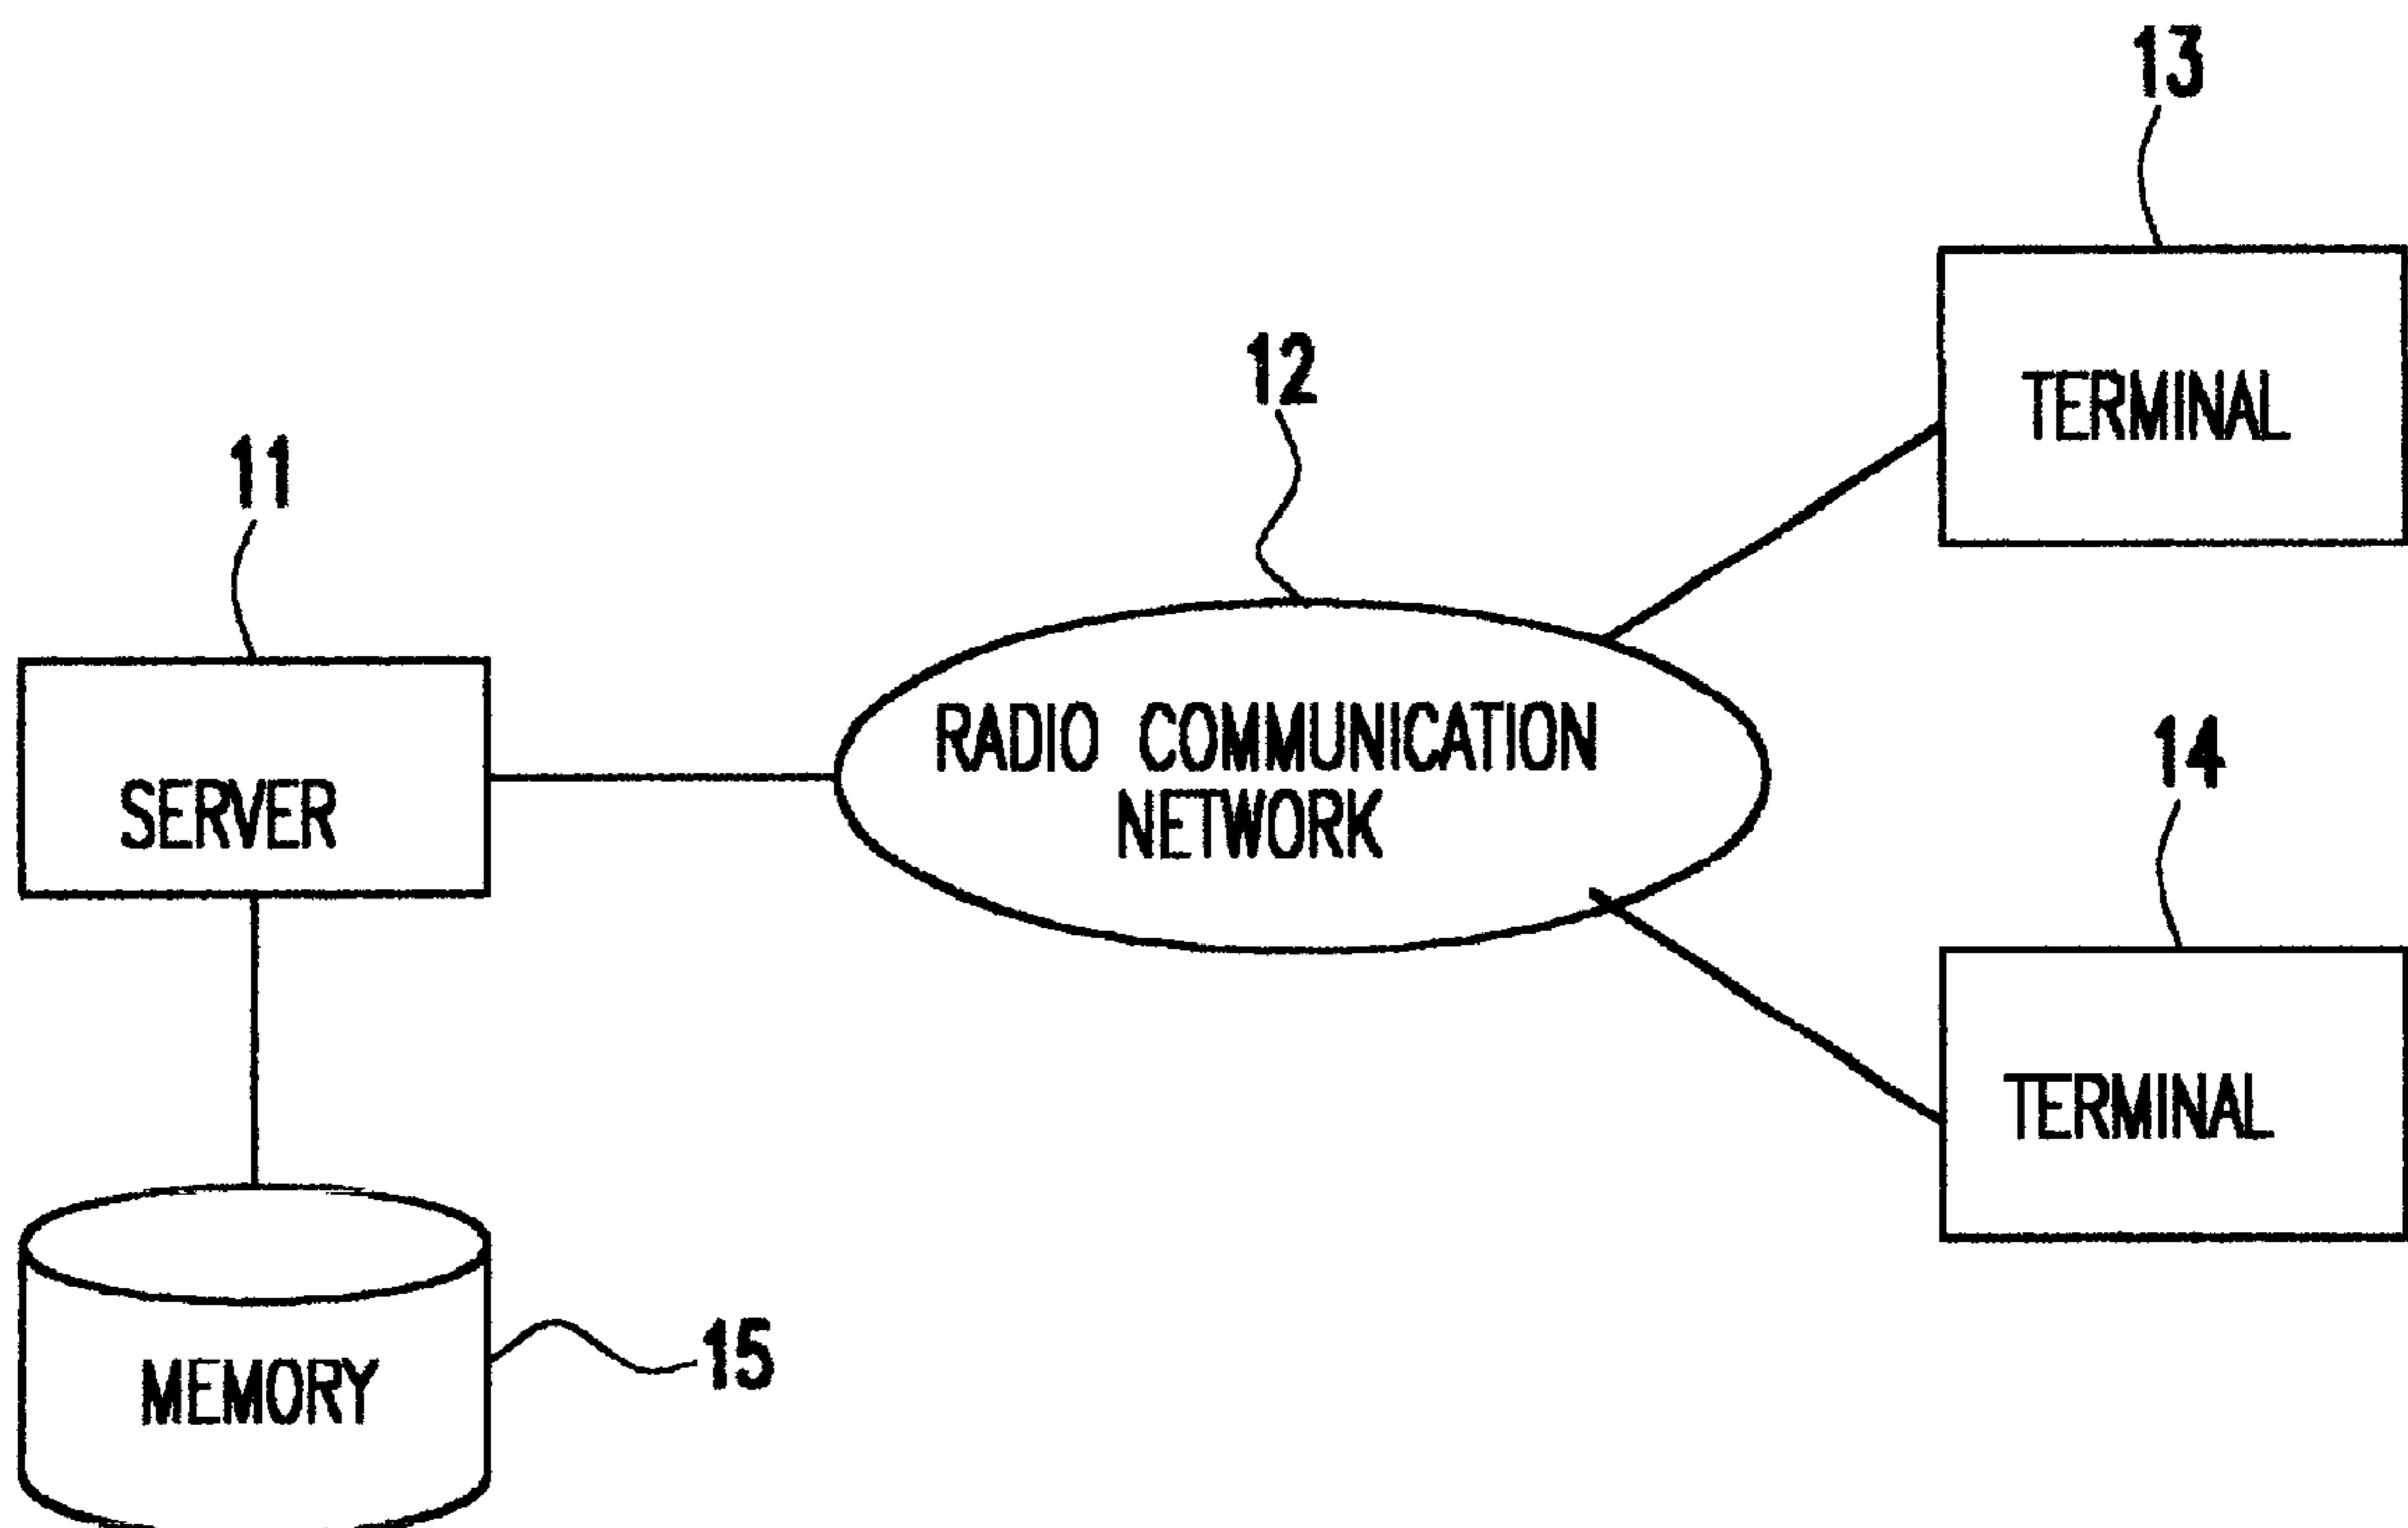 13
TERMINAL
12
11
RADIO COMMUNICATION
NETWORK
SERVER
14
TERMINAL
15
MEMORY